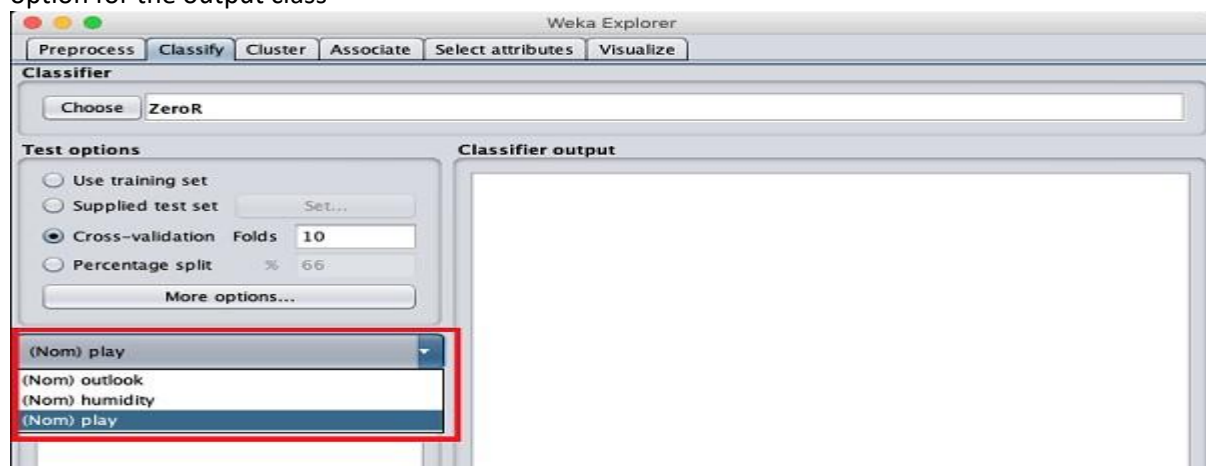 option for the output class
Weka Explorer
Preprocess Classify Cluster Associate Select attributes Visualize
Classifier
Choose ZeroR
Test options
Classifier output
Use training set
Supplied test set Set...
Cross-validation Folds 10
Percentage split % 66
More options...
(Nom) play
(Nom) outlook
(Nom) humidity
(Nom) play